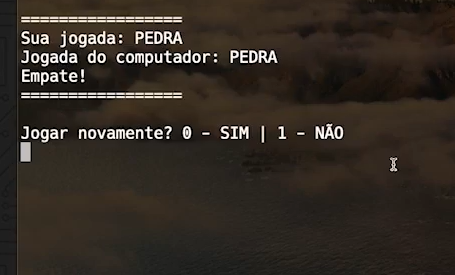 =================
Sua jogada: PEDRA
Jogada do computador: PEDRA
Empate!
=================
Jogar novamente? 0 - SIM | 1 - NÃO